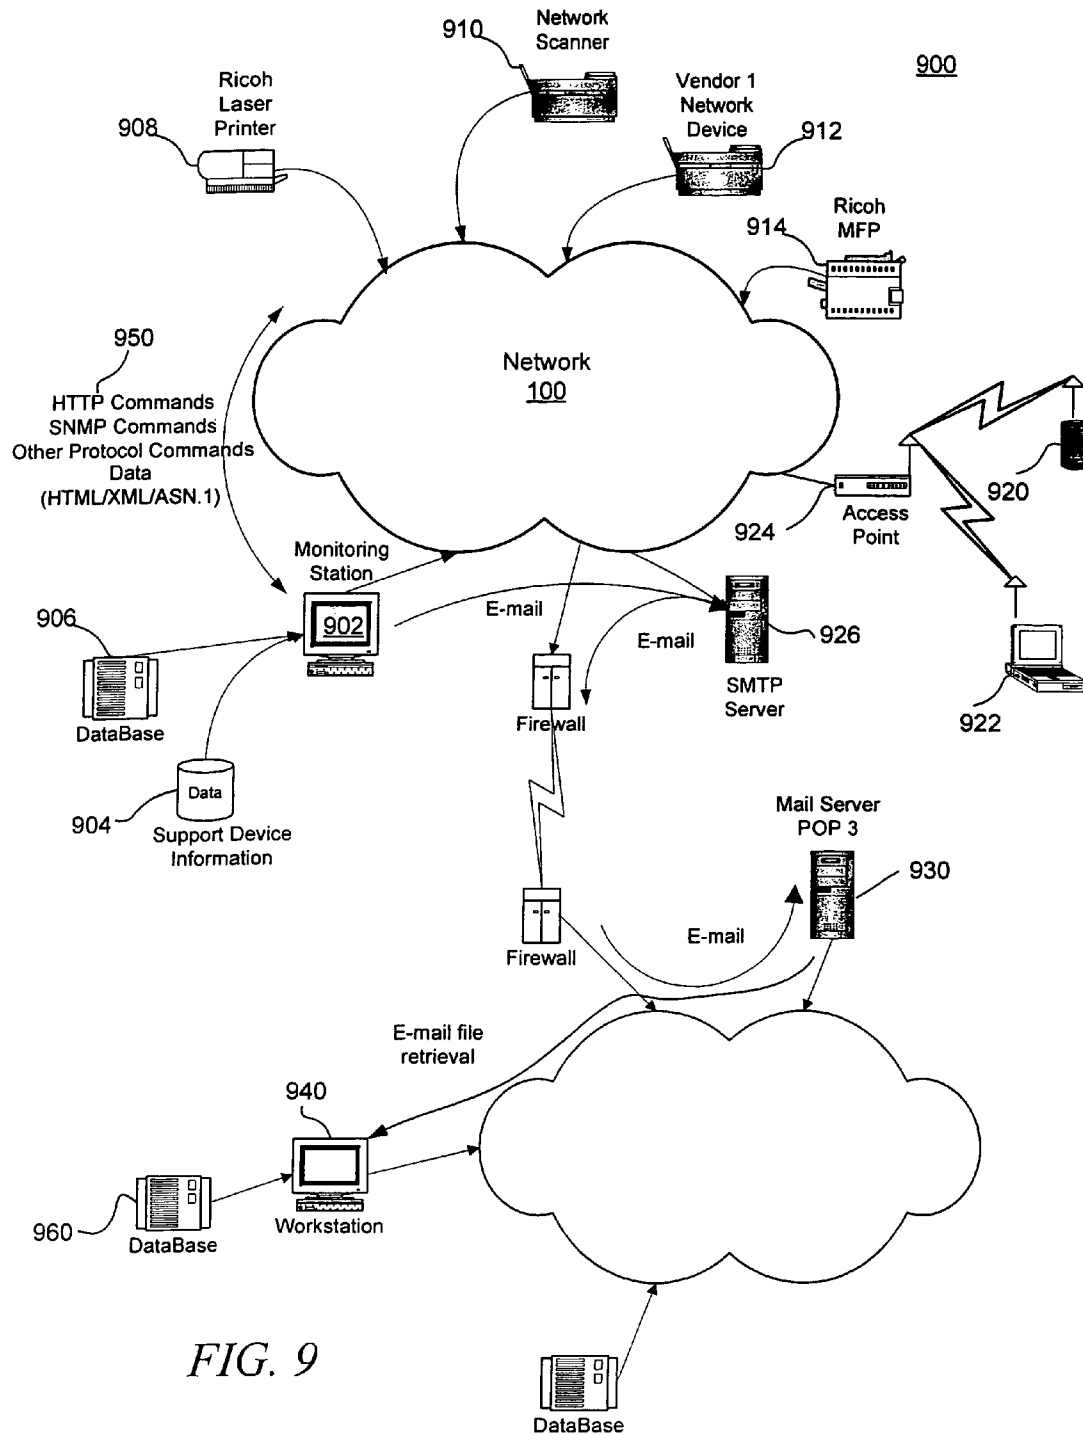 910
Network
Scanner
900
Ricoh
Laser
Printer
908
Vendor 1
Network
Device
912
914
Ricoh
MFP
Network
100
950
HTTP Commands
SNMP Commands
Other Protocol Commands
Data
(HTML/XML/ASN.1)
920
924
Access
Point
Monitoring
Station
902
E-mail
E-mail
926
SMTP
Server
922
906
DataBase
Firewall
Data
904
Support Device
Information
Mail Server
POP 3
930
Firewall
E-mail
E-mail file
retrieval
940
Workstation
960
DataBase
FIG. 9
DataBase